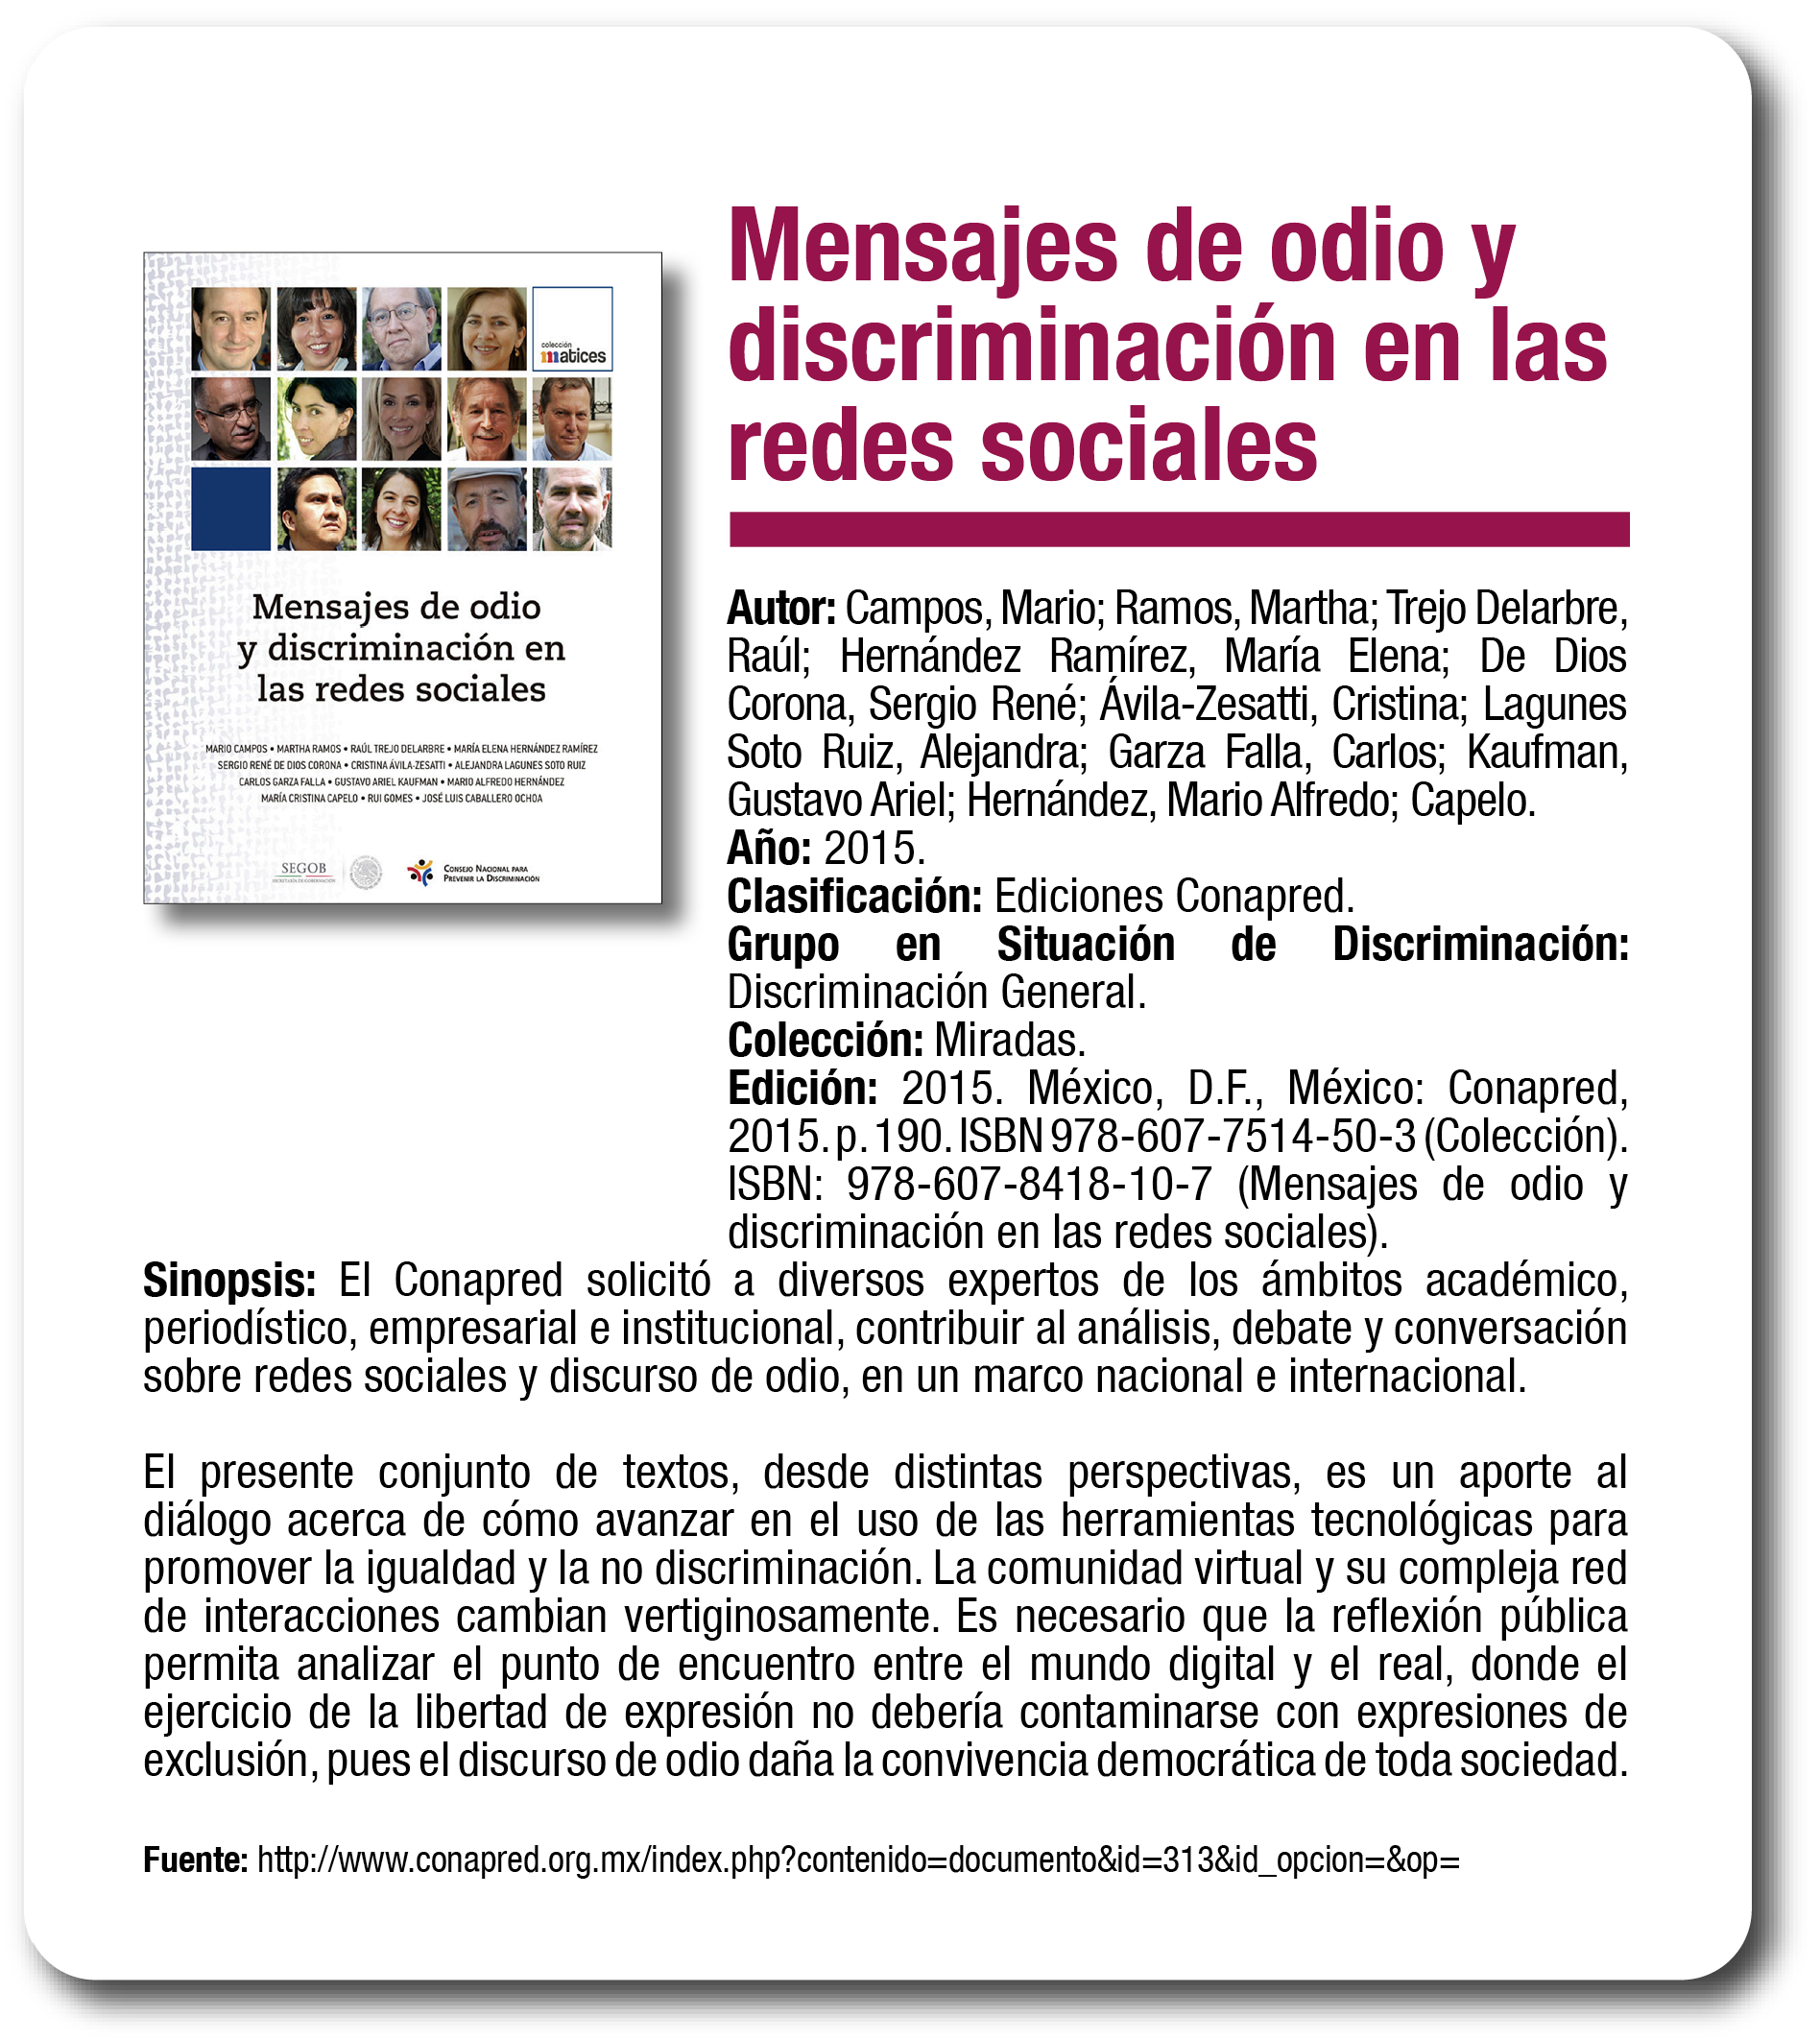 Mensajes de odio y
discriminación en las
redes sociales
colección
matices
Mensajes de odio
y discriminación en
las redes sociales
MARIO CAMPOS • MARTHA RAMOS • RAÚL TREJO DELARBRE • MARÍA ELENA HERNÁNDEZ RAMÍREZ
SERGIO RENÉ DE DIOS CORONA • CRISTINA ÁVILA-ZESATTI • ALEJANDRA LAGUNES SOTO RUIZ
CARLOS GARZA FALLA • GUSTAVO ARIEL KAUFMAN • MARIO ALFREDO HERNÁNDEZ
MARÍA CRISTINA CAPELO • RUI GOMES • JOSÉ LUIS CABALLERO OCHOA
SEGOB
SECRETARÍA DE GOBERNACIÓN
CONSEJO NACIONAL PARA
PREVENIR LA DISCRIMINACIÓN
Autor: Campos, Mario; Ramos, Martha; Trejo Delarbre,
Raúl; Hernández Ramírez, María Elena; De Dios
Corona, Sergio René; Ávila-Zesatti, Cristina; Lagunes
Soto Ruiz, Alejandra; Garza Falla, Carlos; Kaufman,
Gustavo Ariel; Hernández, Mario Alfredo; Capelo.
Año: 2015.
Clasificación: Ediciones Conapred.
Grupo en Situación de Discriminación:
Discriminación General.
Colección: Miradas.
Edición: 2015. México, D.F., México: Conapred,
2015. p. 190. ISBN 978-607-7514-50-3 (Colección).
ISBN: 978-607-8418-10-7 (Mensajes de odio y
discriminación en las redes sociales).
Sinopsis: El Conapred solicitó a diversos expertos de los ámbitos académico,
periodístico, empresarial e institucional, contribuir al análisis, debate y conversación
sobre redes sociales y discurso de odio, en un marco nacional e internacional.
El presente conjunto de textos, desde distintas perspectivas, es un aporte al
diálogo acerca de cómo avanzar en el uso de las herramientas tecnológicas para
promover la igualdad y la no discriminación. La comunidad virtual y su compleja red
de interacciones cambian vertiginosamente. Es necesario que la reflexión pública
permita analizar el punto de encuentro entre el mundo digital y el real, donde el
ejercicio de la libertad de expresión no debería contaminarse con expresiones de
exclusión, pues el discurso de odio daña la convivencia democrática de toda sociedad.
Fuente: http://www.conapred.org.mx/index.php?contenido=documento&id=313&id_opcion=&op=